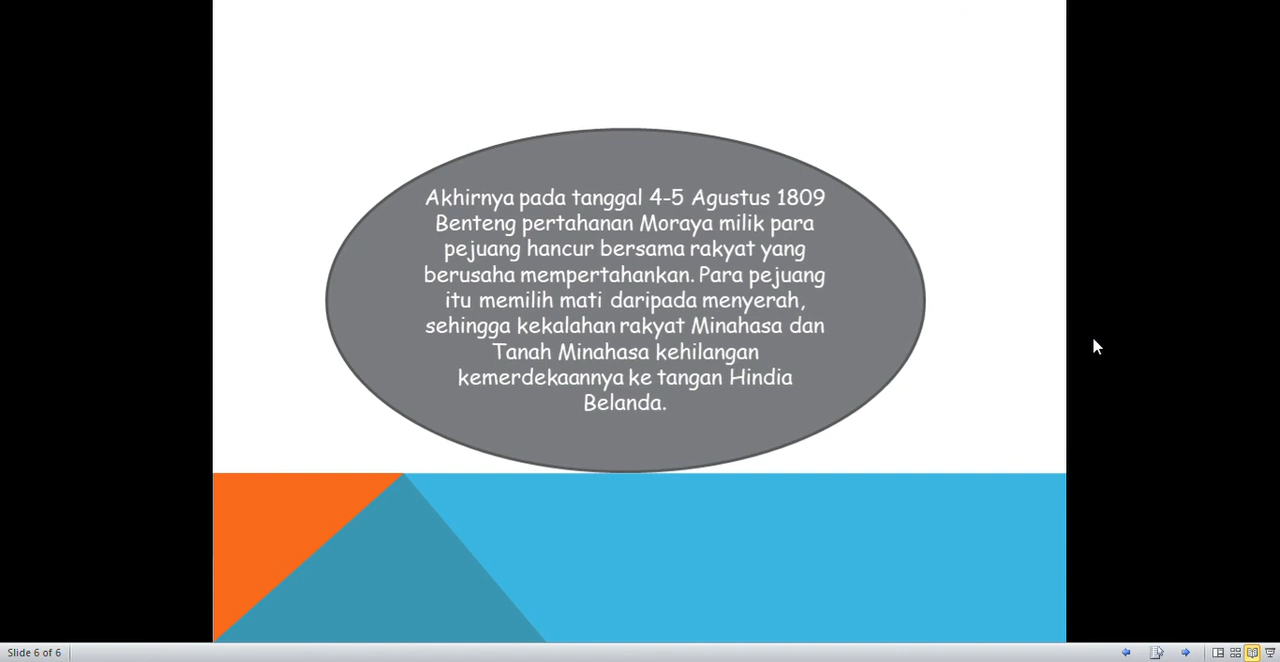 Akhirnya pada tanggal 4-5 Agustus 1809
Benteng pertahanan Moraya milik para
pejuang hancur bersama rakyat yang
berusaha mempertahankan. Para pejuang
itu memilih mati daripada menyerah,
sehingga kekalahan rakyat Minahasa dan
Tanah Minahasa kehilangan
kemerdekaannya ke tangan Hindia
Belanda.
Slide 6 of 6